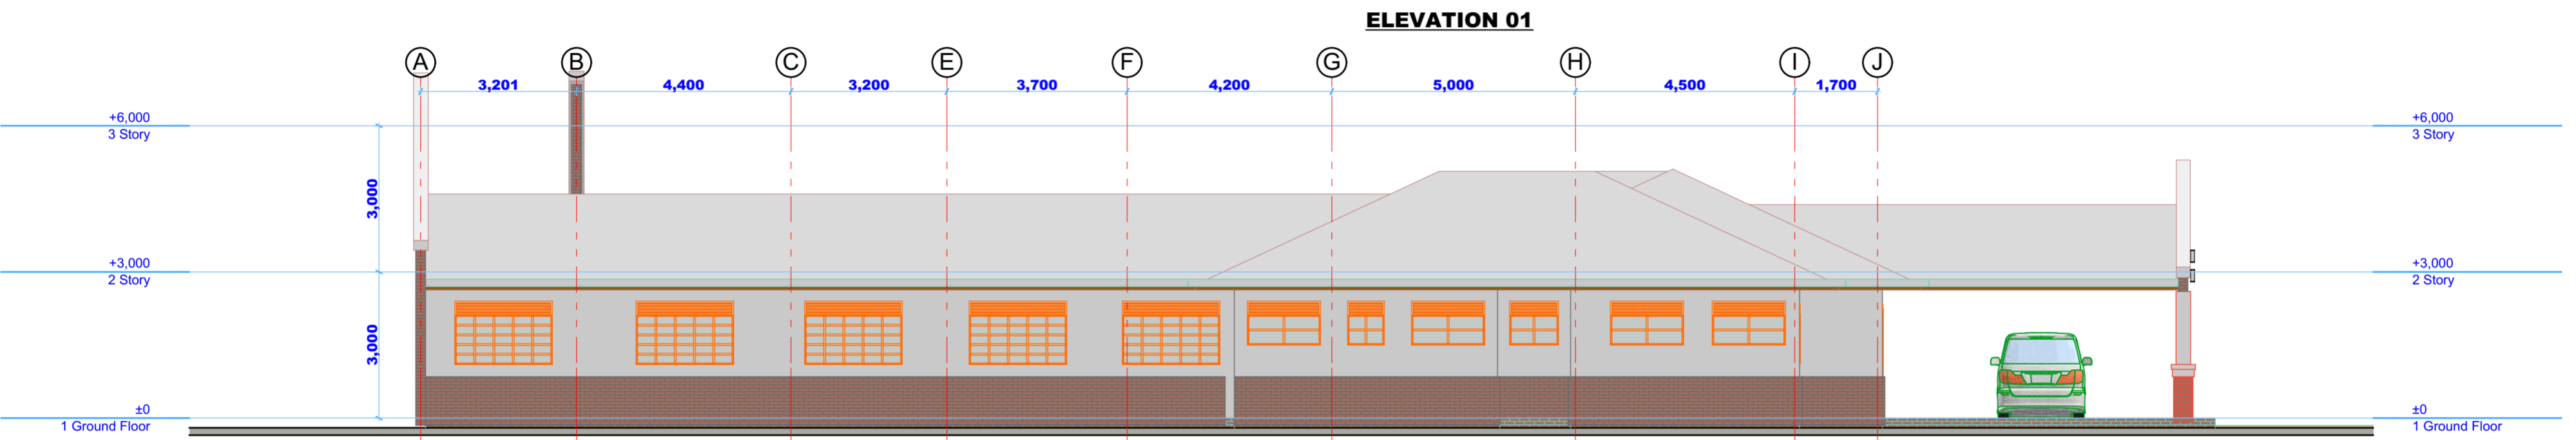 ELEVATION 01
A B C E F G H I J
3,201 4,400 3,200 3,700 4,200 5,000 4,500 1,700
+6,000 +6,000
3 Story 3 Story
3,000
+3,000 +3,000
2 Story 2 Story
3,000
±0 ±0
1 Ground Floor 1 Ground Floor